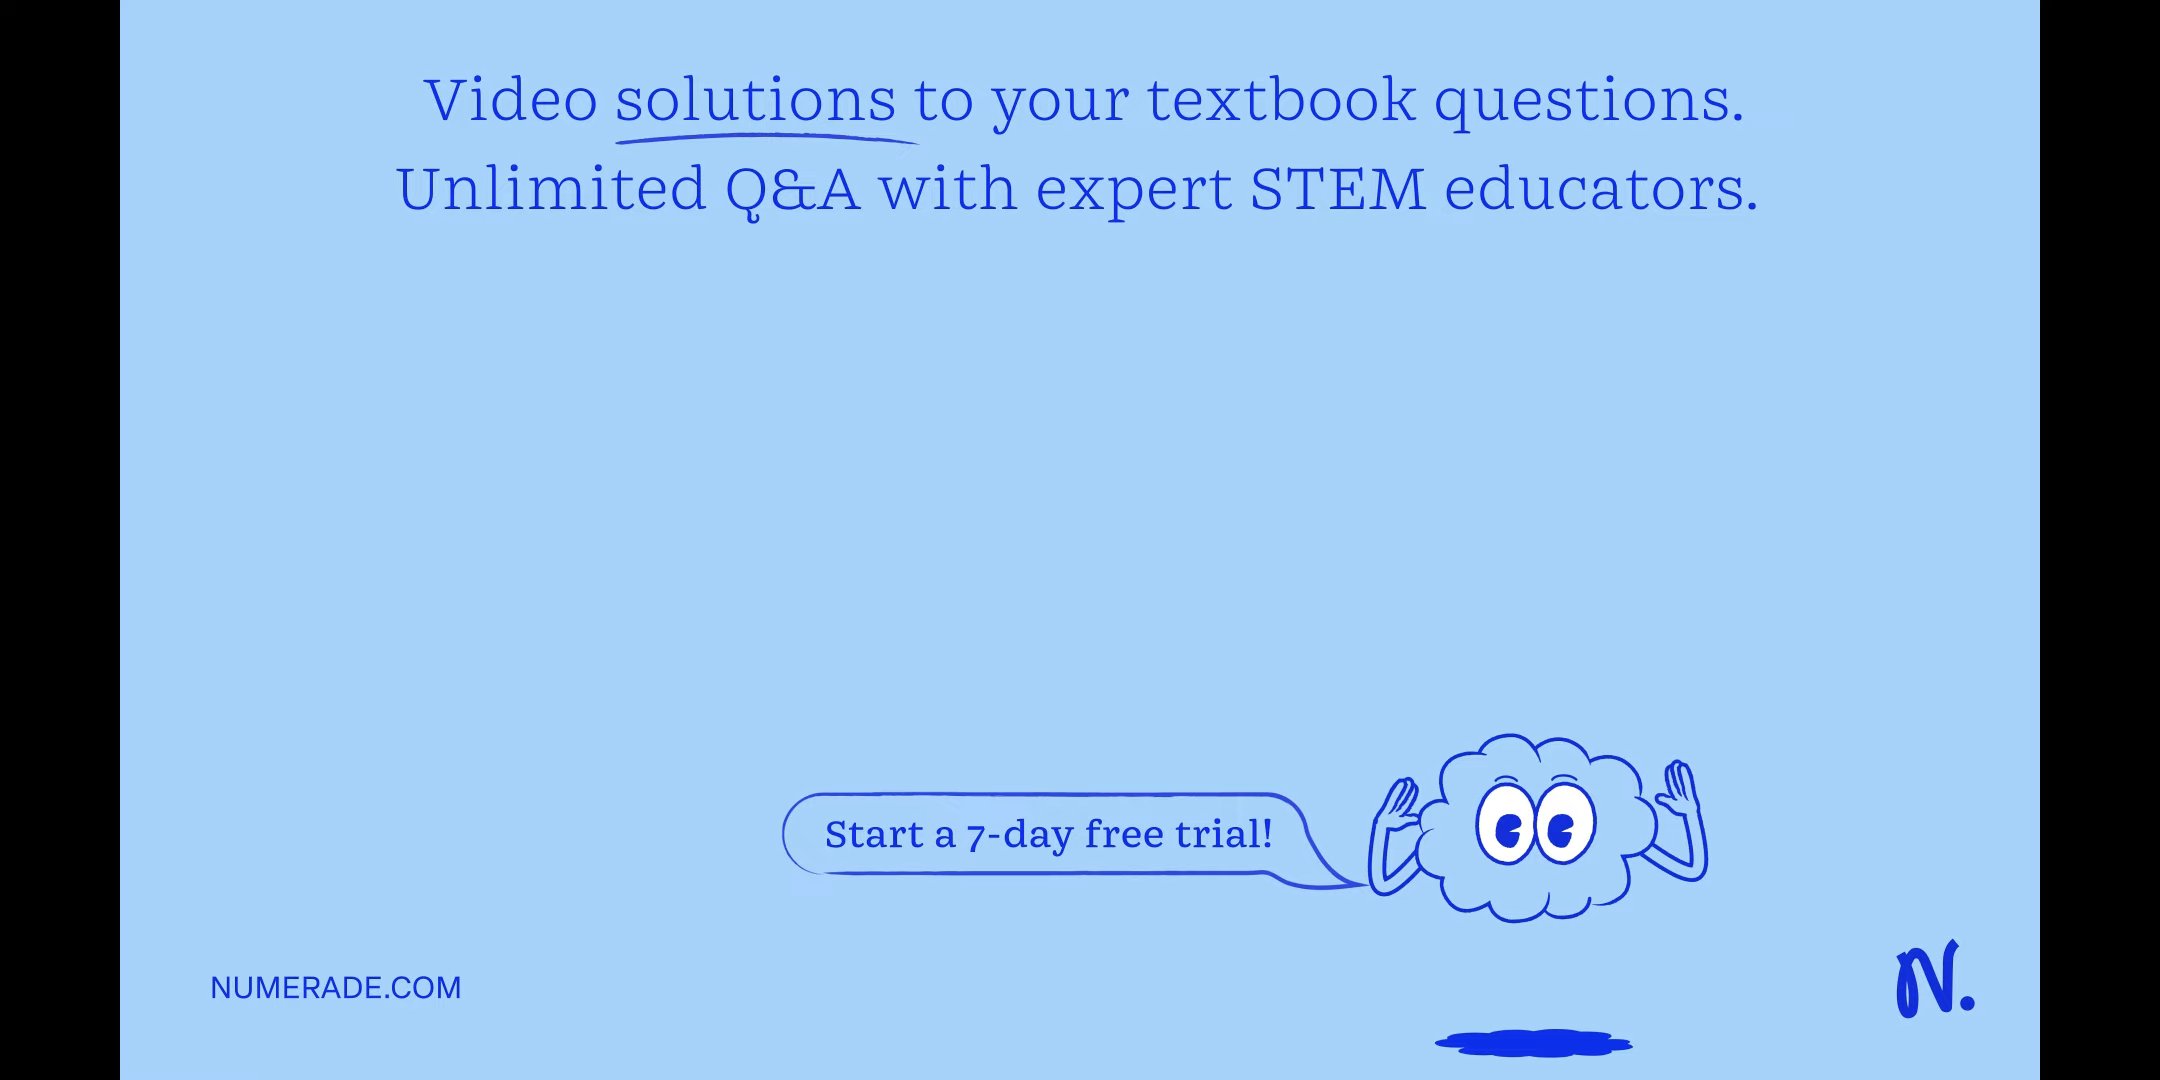 Video solutions to your textbook questions.
Unlimited Q&A with expert STEM educators.
Start a 7-day free trial!
NUMERADE.COM
N.